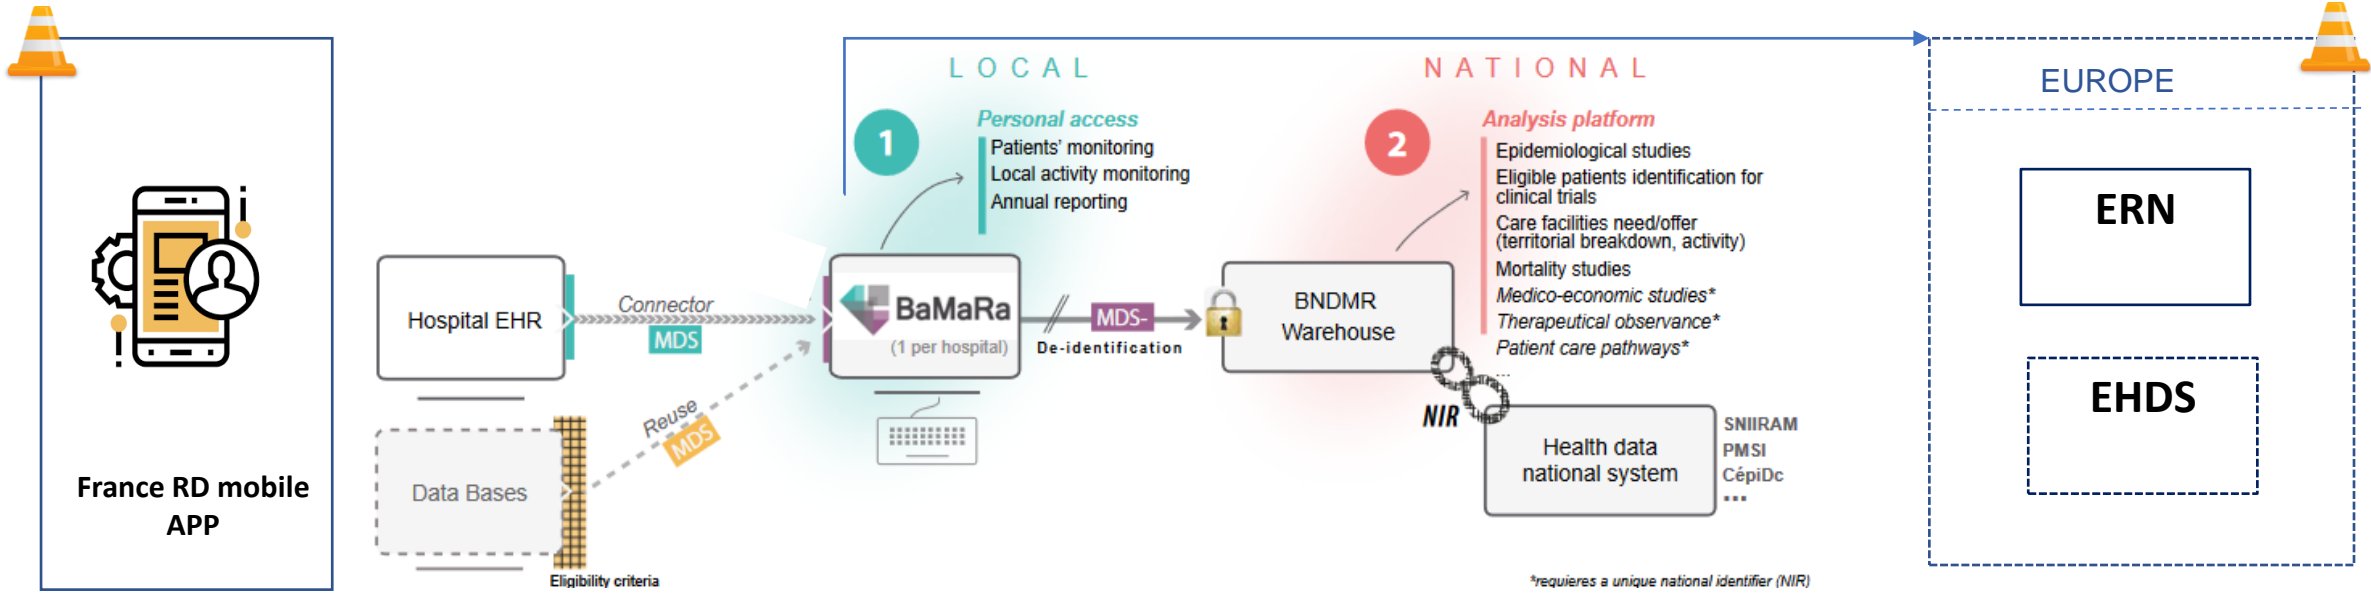 France RD mobile
APP
Hospital EHR
Connector
MDS
Data Bases
Reuse
MDS
Eligibility criteria
LOCAL
1
Personal access
Patients' monitoring
Local activity monitoring
Annual reporting
BaMaRa
(1 per hospital)
MDS-
De-identification
NATIONAL
2
Analysis platform
Epidemiological studies
Eligible patients identification for
clinical trials
Care facilities need/offer
(territorial breakdown, activity)
Mortality studies
Medico-economic studies*
Therapeutical observance*
Patient care pathways*
...
BNDMR
Warehouse
NIR
Health data
national system
SNIIRAM
PMSI
CépiDc
...
*requieres a unique national identifier (NIR)
EUROPE
ERN
EHDS